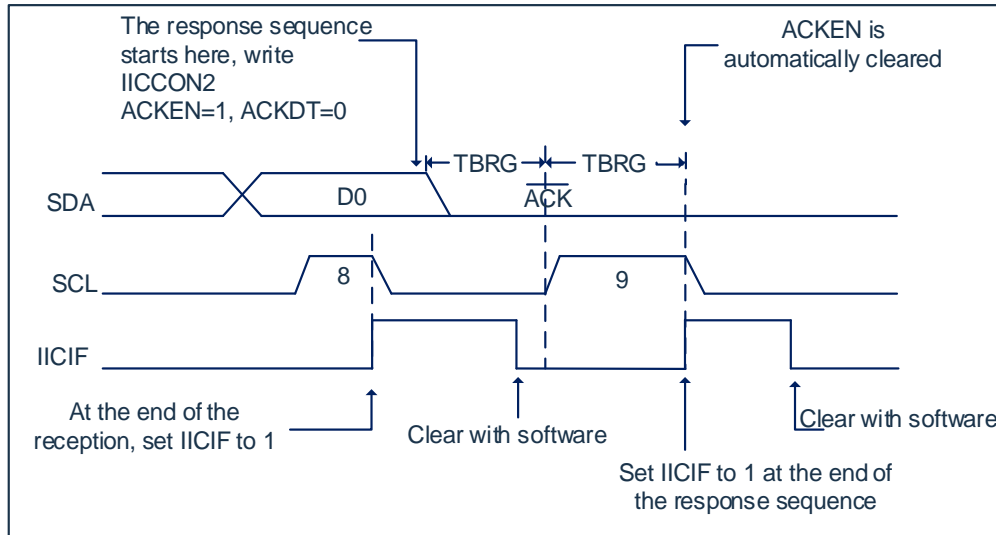 The response sequence
starts here, write
IICCON2
ACKEN=1, ACKDT=0
ACKEN is
automatically cleared
TBRG
TBRG
SDA
D0
ACK
SCL
8
9
IICIF
At the end of the
reception, set IICIF to 1
Clear with software
Clear with software
Set IICIF to 1 at the end of
the response sequence